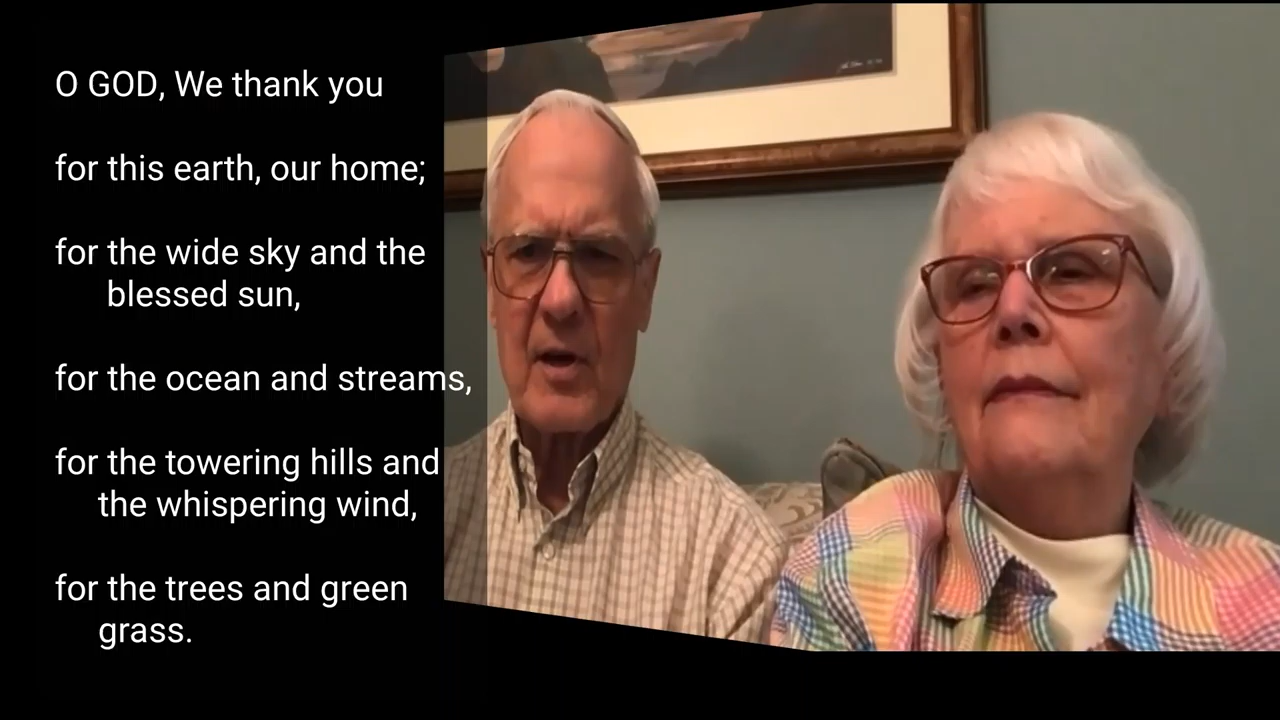 O GOD, We thank you
for this earth, our home;
for the wide sky and the
blessed sun,
for the ocean and streams,
for the towering hills and
the whispering wind,
for the trees and green
grass.